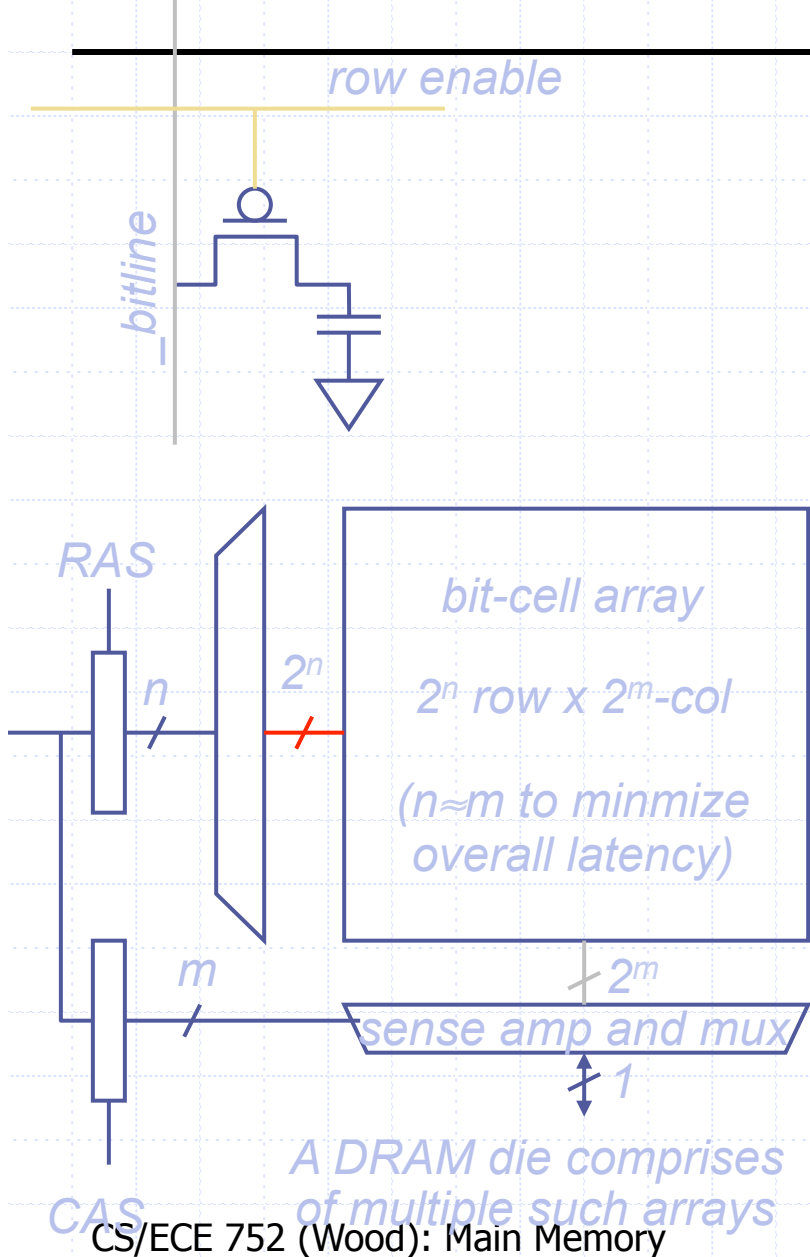 row enable
_bitline
RAS
n
2ⁿ
bit-cell array
2ⁿ row x 2ᵐ-col
(n≈m to minmize
overall latency)
m
2ᵐ
sense amp and mux
1
A DRAM die comprises
of multiple such arrays
CAS
CS/ECE 752 (Wood): Main Memory